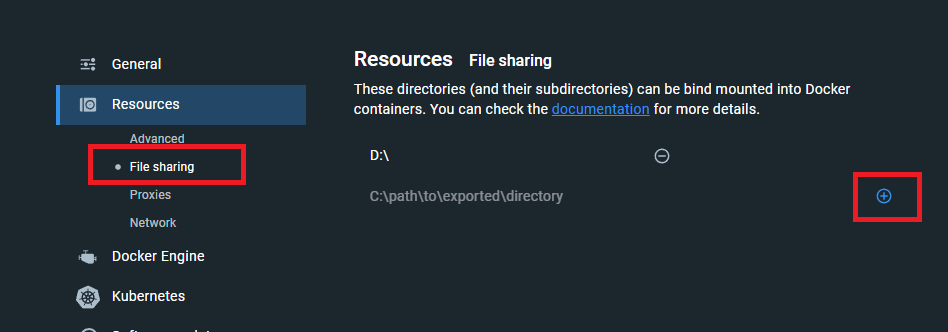 General
Resources
Advanced
File sharing
Proxies
Network
Docker Engine
Kubernetes
Resources File sharing
These directories (and their subdirectories) can be bind mounted into Docker
containers. You can check the documentation for more details.
D:\
C:\path\to\exported\directory